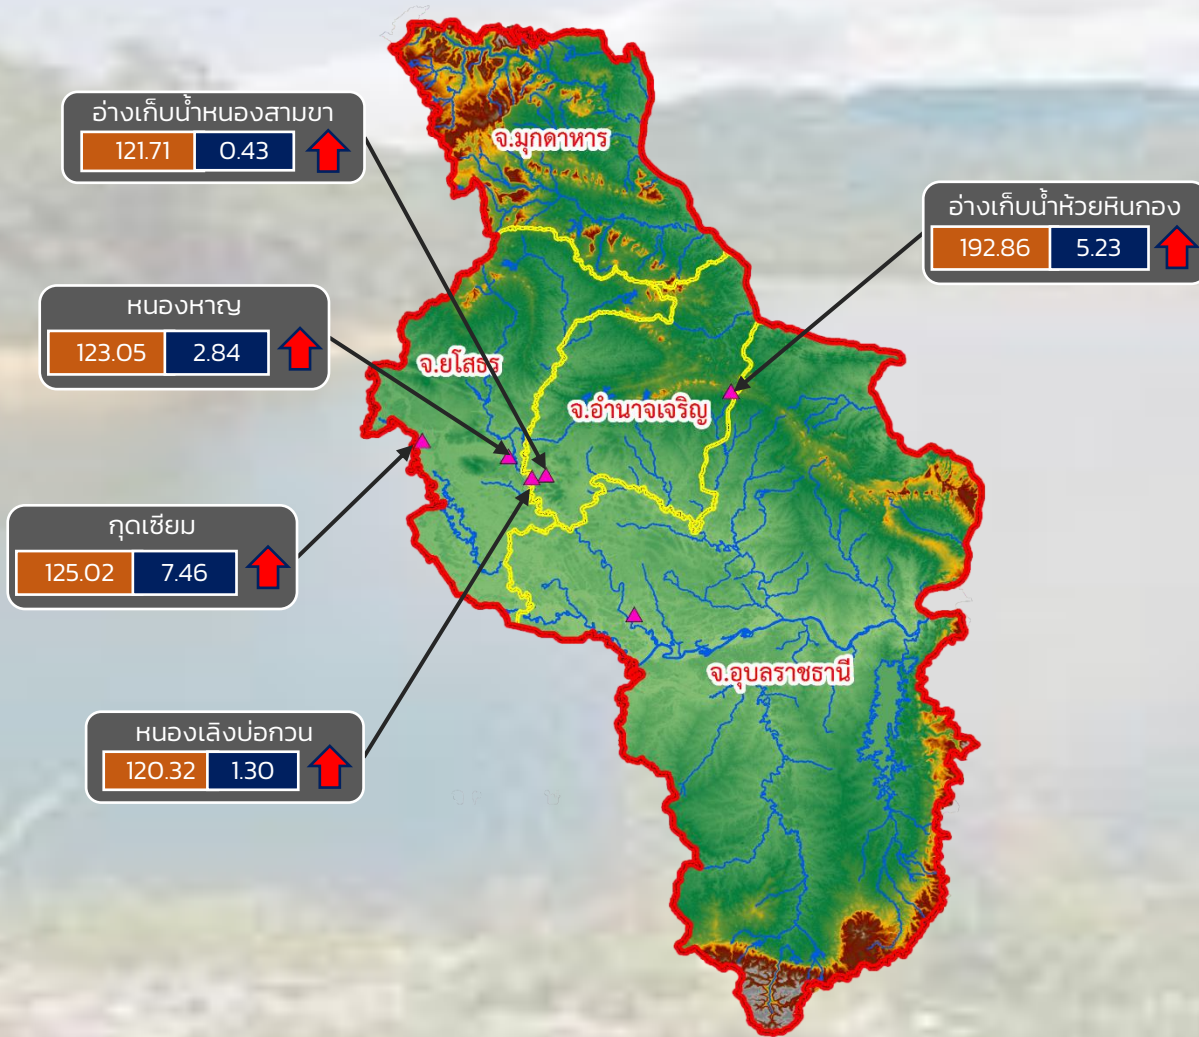 อ่างเก็บน้ำหนองสามขา
121.71 0.43
จ.มุกดาหาร
อ่างเก็บน้ำห้วยหินกอง
192.86 5.23
หนองหาญ
123.05 2.84
จ.ยโสธร
จ.อำนาจเจริญ
กุดเซียม
125.02 7.46
จ.อุบลราชธานี
หนองเลิงบ่อกวน
120.32 1.30